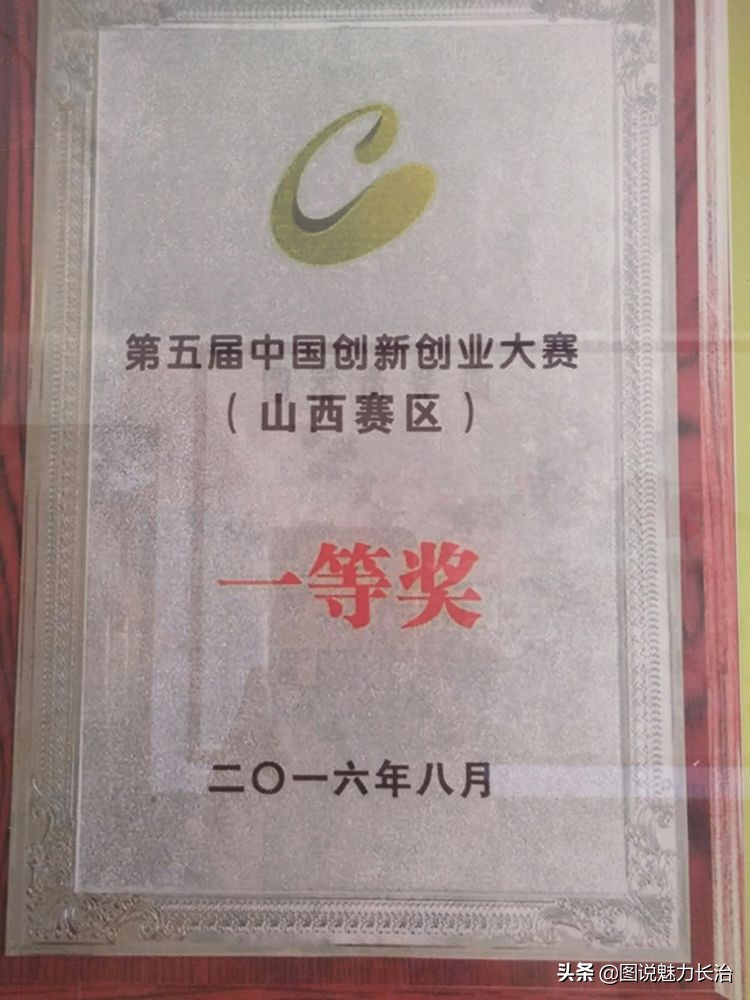 第五届中国创新创业大赛
（山西赛区）
一等奖
二〇一六年八月
头条 @图说魅力长治